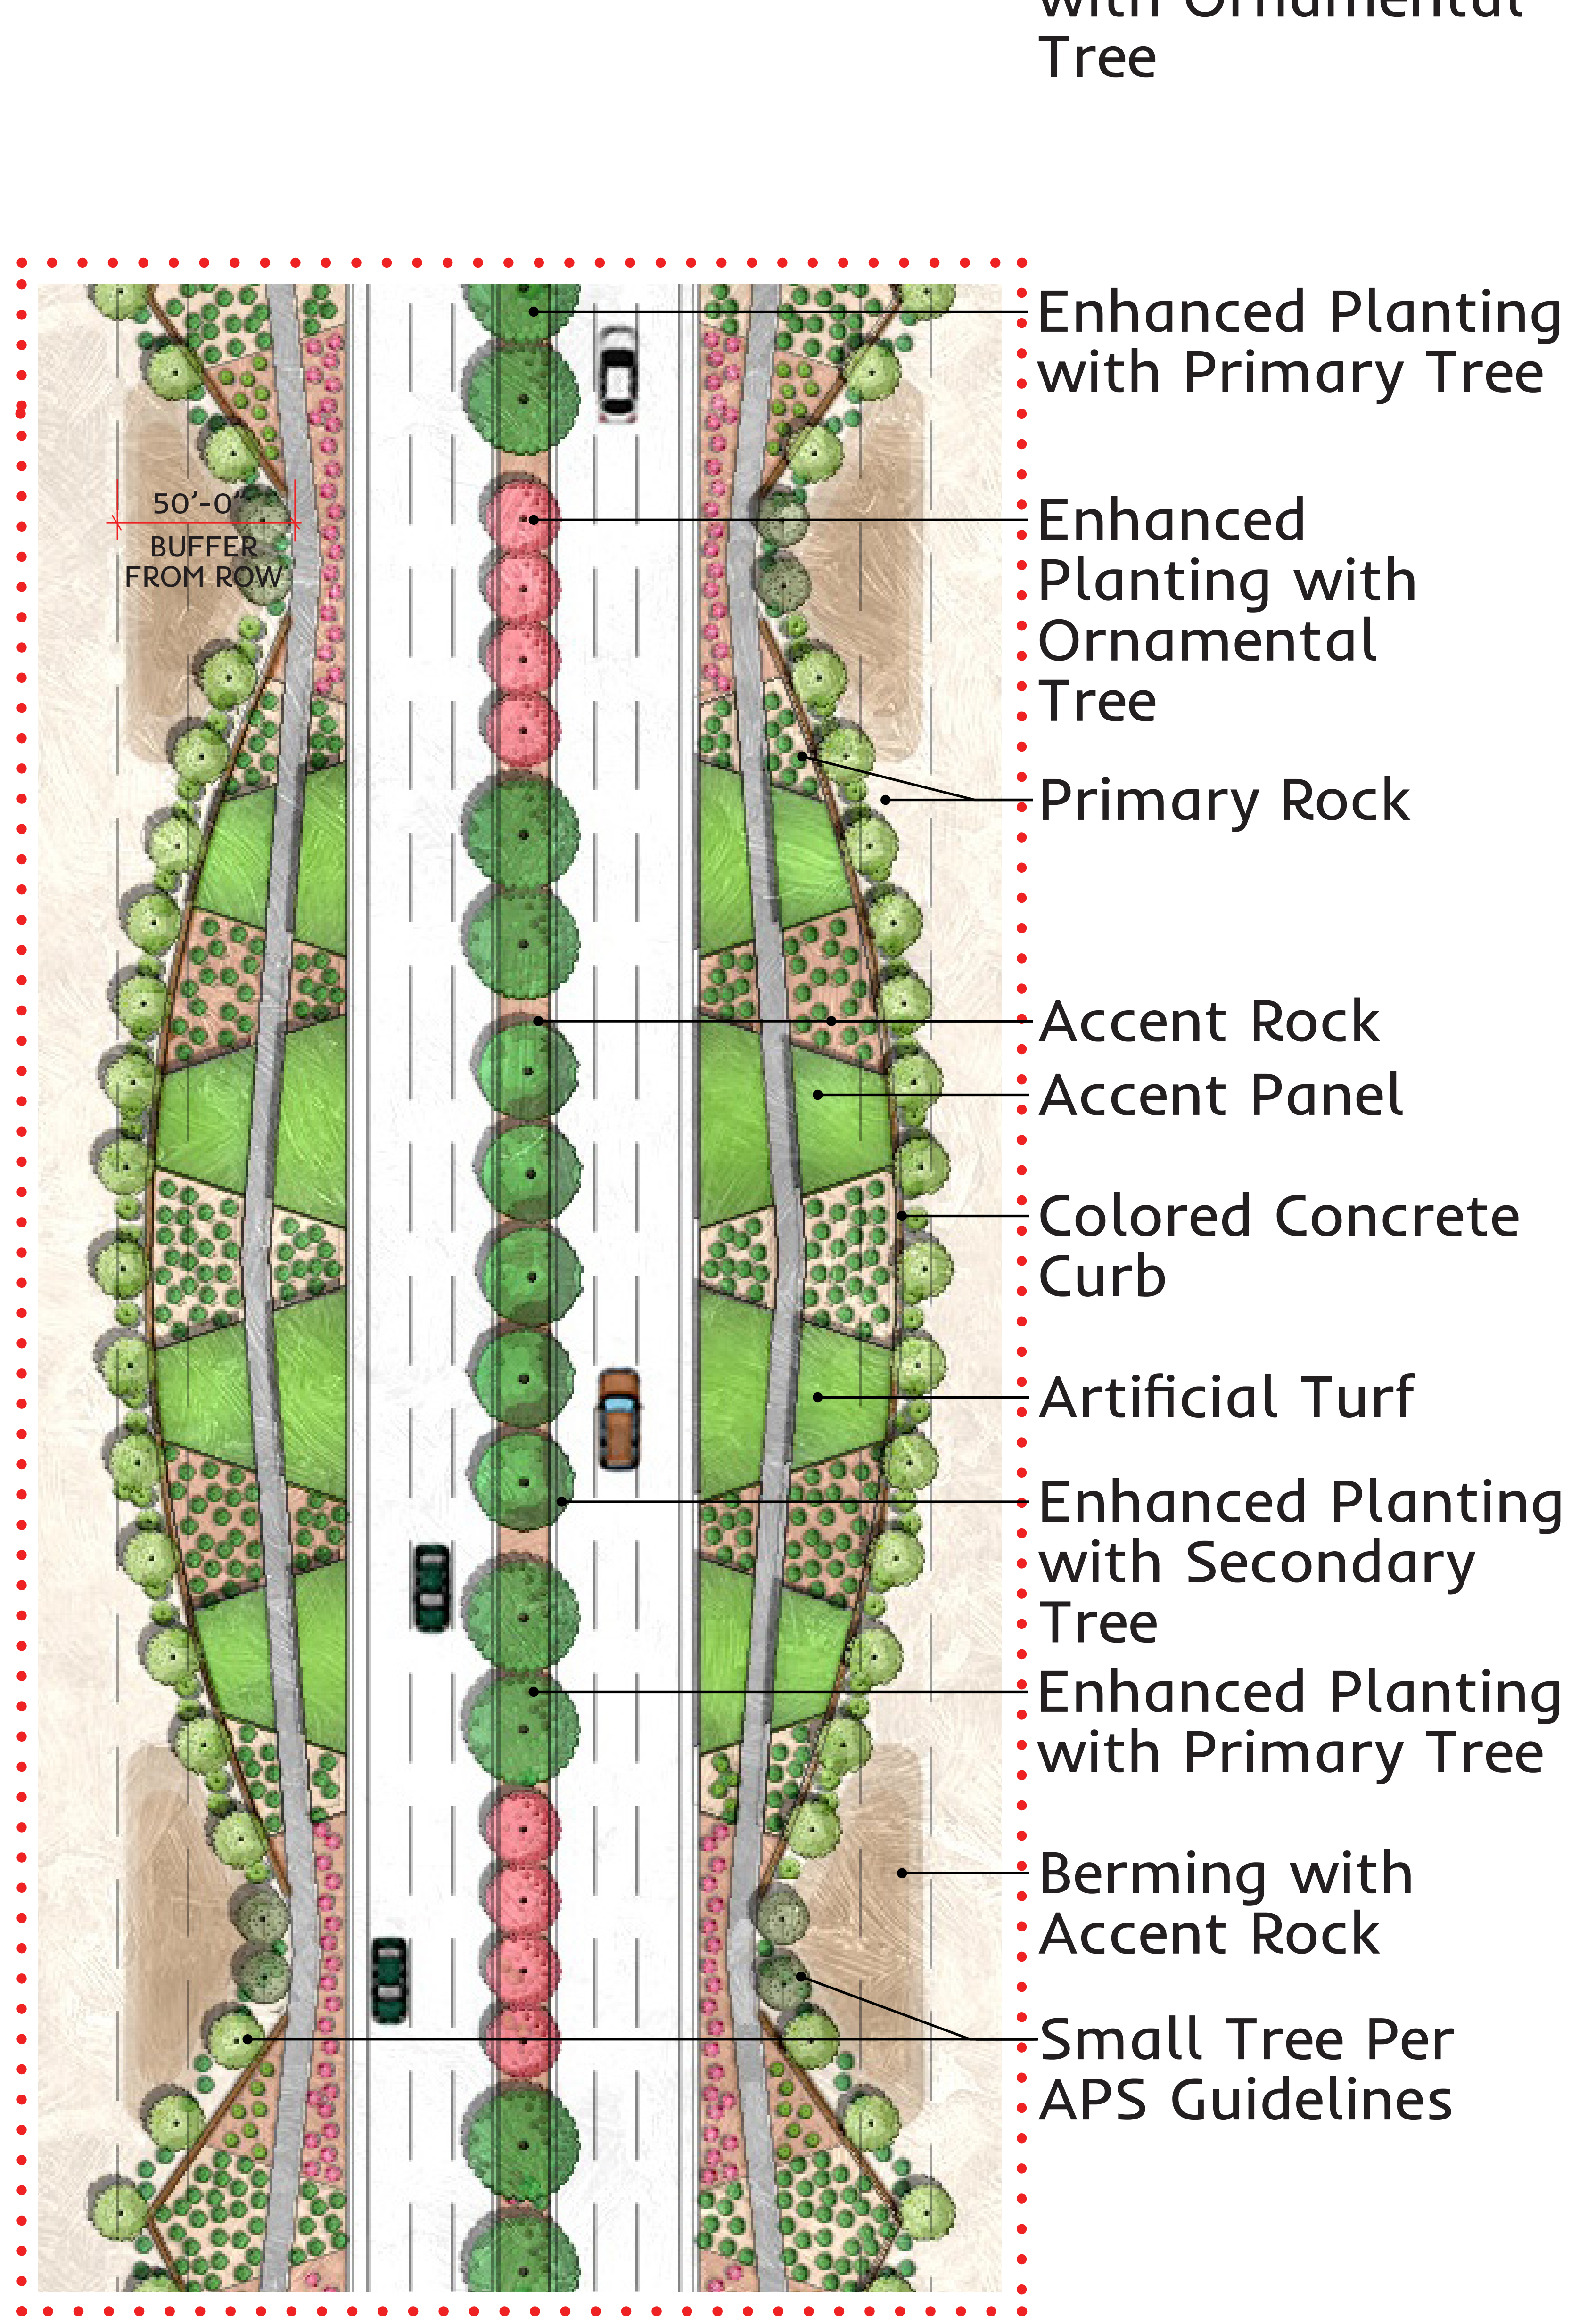 with Ornamental
Tree
Enhanced Planting
with Primary Tree
50'-0"
BUFFER
FROM ROW
Enhanced
Planting with
Ornamental
Tree
Primary Rock
Accent Rock
Accent Panel
Colored Concrete
Curb
Artificial Turf
Enhanced Planting
with Secondary
Tree
Enhanced Planting
with Primary Tree
Berming with
Accent Rock
Small Tree Per
APS Guidelines